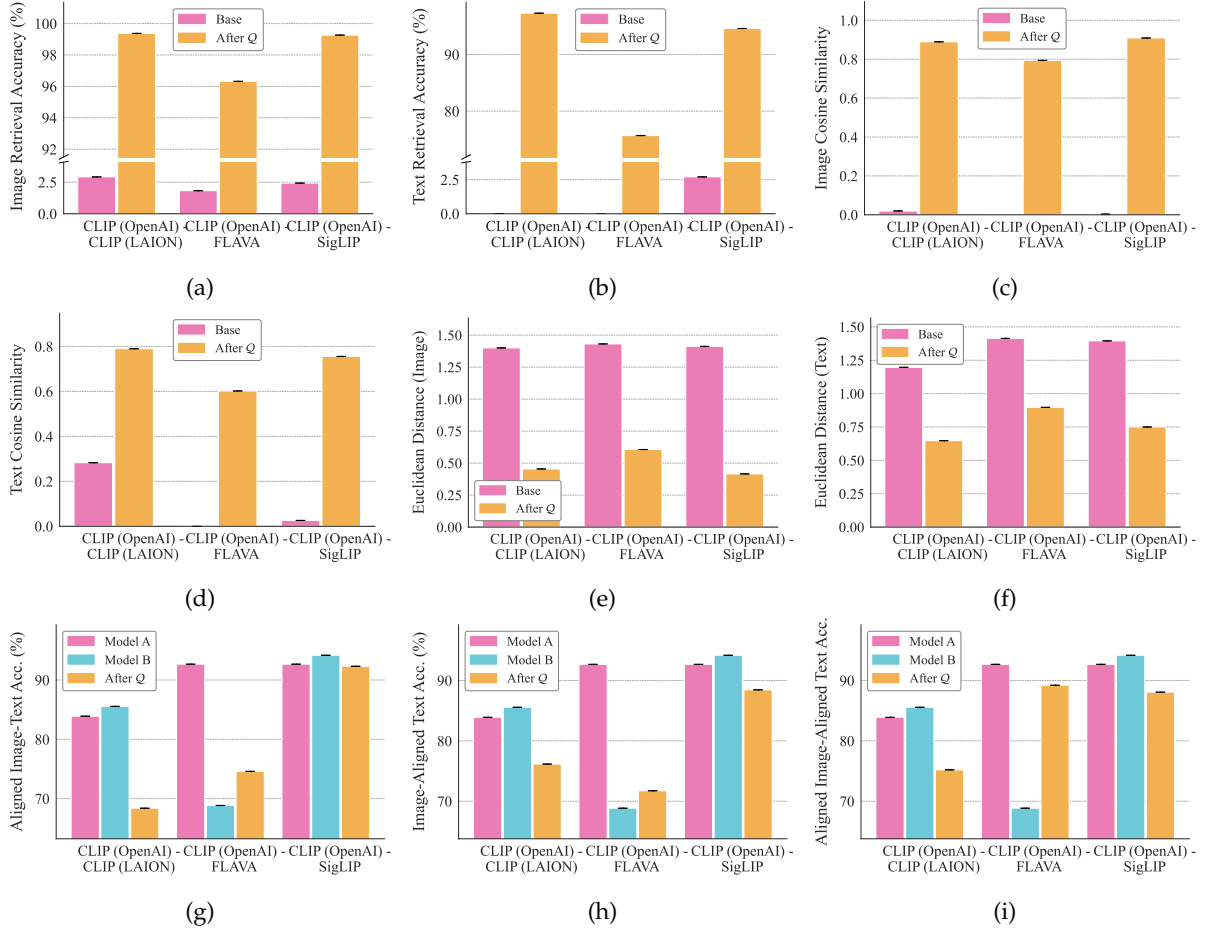 Image Retrieval Accuracy (%)
100
98
96
94
92
2.5
0.0
Base
After Q
CLIP (OpenAI) -
CLIP (LAION)
CLIP (OpenAI) -
FLAVA
CLIP (OpenAI) -
SigLIP
(a)
Text Retrieval Accuracy (%)
90
80
2.5
0.0
Base
After Q
CLIP (OpenAI) -
CLIP (LAION)
CLIP (OpenAI) -
FLAVA
CLIP (OpenAI) -
SigLIP
(b)
Image Cosine Similarity
1.0
0.8
0.6
0.4
0.2
0.0
Base
After Q
CLIP (OpenAI) -
CLIP (LAION)
CLIP (OpenAI) -
FLAVA
CLIP (OpenAI) -
SigLIP
(c)
Text Cosine Similarity
0.8
0.6
0.4
0.2
0.0
Base
After Q
CLIP (OpenAI) -
CLIP (LAION)
CLIP (OpenAI) -
FLAVA
CLIP (OpenAI) -
SigLIP
(d)
Euclidean Distance (Image)
1.50
1.25
1.00
0.75
0.50
0.25
0.00
Base
After Q
CLIP (OpenAI) -
CLIP (LAION)
CLIP (OpenAI) -
FLAVA
CLIP (OpenAI) -
SigLIP
(e)
Euclidean Distance (Text)
1.50
1.25
1.00
0.75
0.50
0.25
0.00
Base
After Q
CLIP (OpenAI) -
CLIP (LAION)
CLIP (OpenAI) -
FLAVA
CLIP (OpenAI) -
SigLIP
(f)
Aligned Image-Text Acc. (%)
90
80
70
Model A
Model B
After Q
CLIP (OpenAI) -
CLIP (LAION)
CLIP (OpenAI) -
FLAVA
CLIP (OpenAI) -
SigLIP
(g)
Image-Aligned Text Acc. (%)
90
80
70
Model A
Model B
After Q
CLIP (OpenAI) -
CLIP (LAION)
CLIP (OpenAI) -
FLAVA
CLIP (OpenAI) -
SigLIP
(h)
Aligned Image-Aligned Text Acc.
90
80
70
Model A
Model B
After Q
CLIP (OpenAI) -
CLIP (LAION)
CLIP (OpenAI) -
FLAVA
CLIP (OpenAI) -
SigLIP
(i)